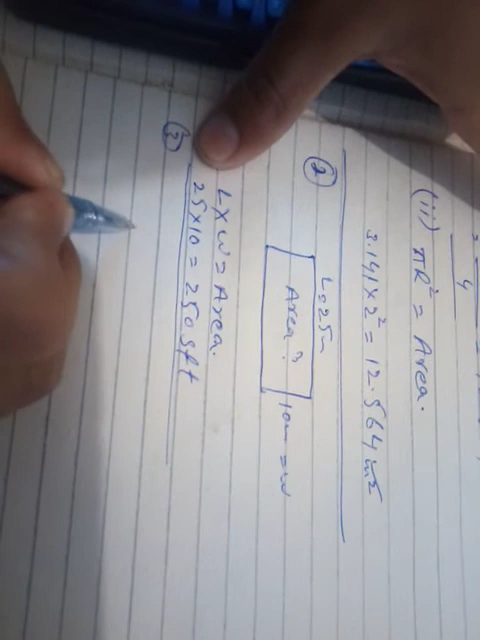 4
(iii) πR² = Area.
3.141 x 2² = 12.564 m²
②
L = 25m
Area?
10m = w
L x w = Area.
25 x 10 = 250 sft
③